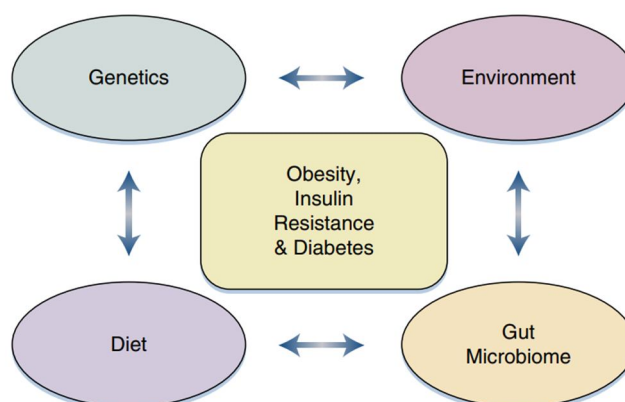 Genetics
Environment
Obesity,
Insulin
Resistance
& Diabetes
Diet
Gut
Microbiome